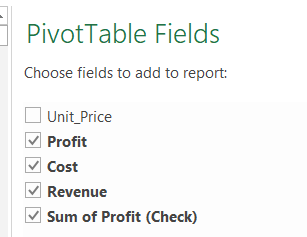 PivotTable Fields
Choose fields to add to report:
Unit_Price
Profit
Cost
Revenue
Sum of Profit (Check)